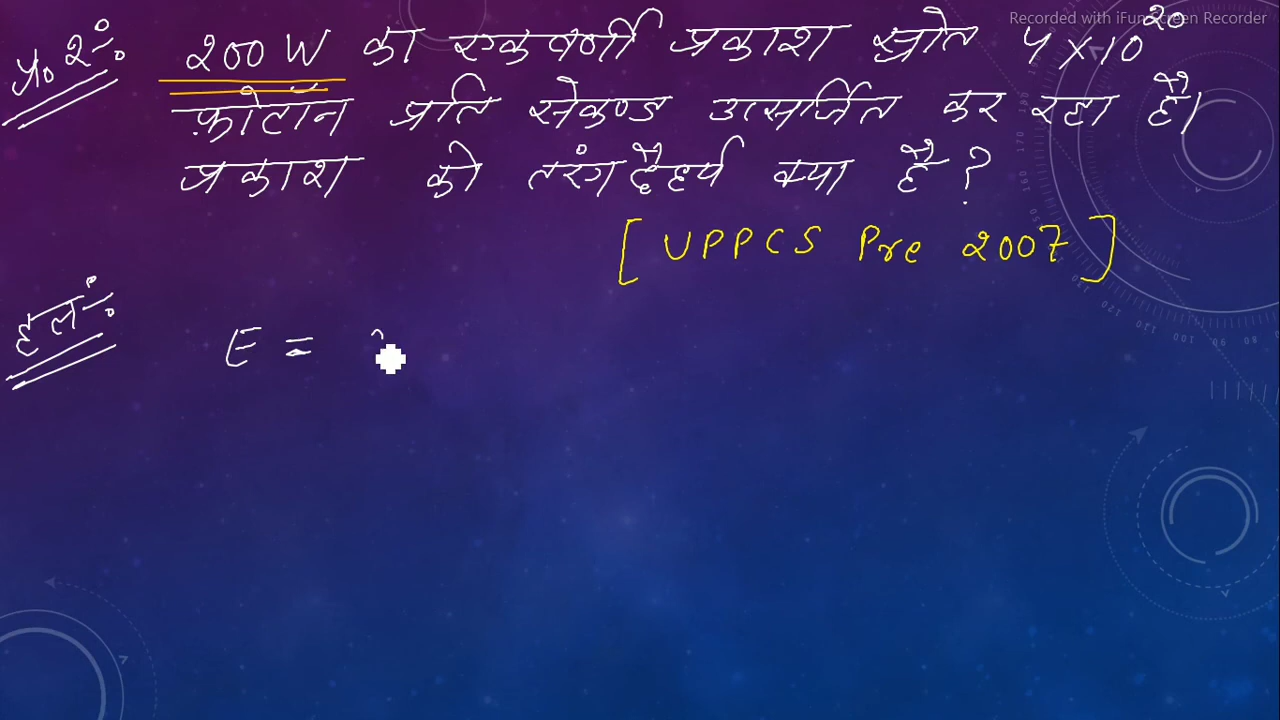 Recorded with iFun Screen Recorder
प्र० 2:- 200 W का एकवर्णी प्रकाश स्रोत 4×10²⁰
फ़ोटॉन प्रति सेकण्ड उत्सर्जित कर रहा है।
प्रकाश की तरंगदैर्ध्य क्या है?
[UPPCS Pre 2007]
हल:-
E =